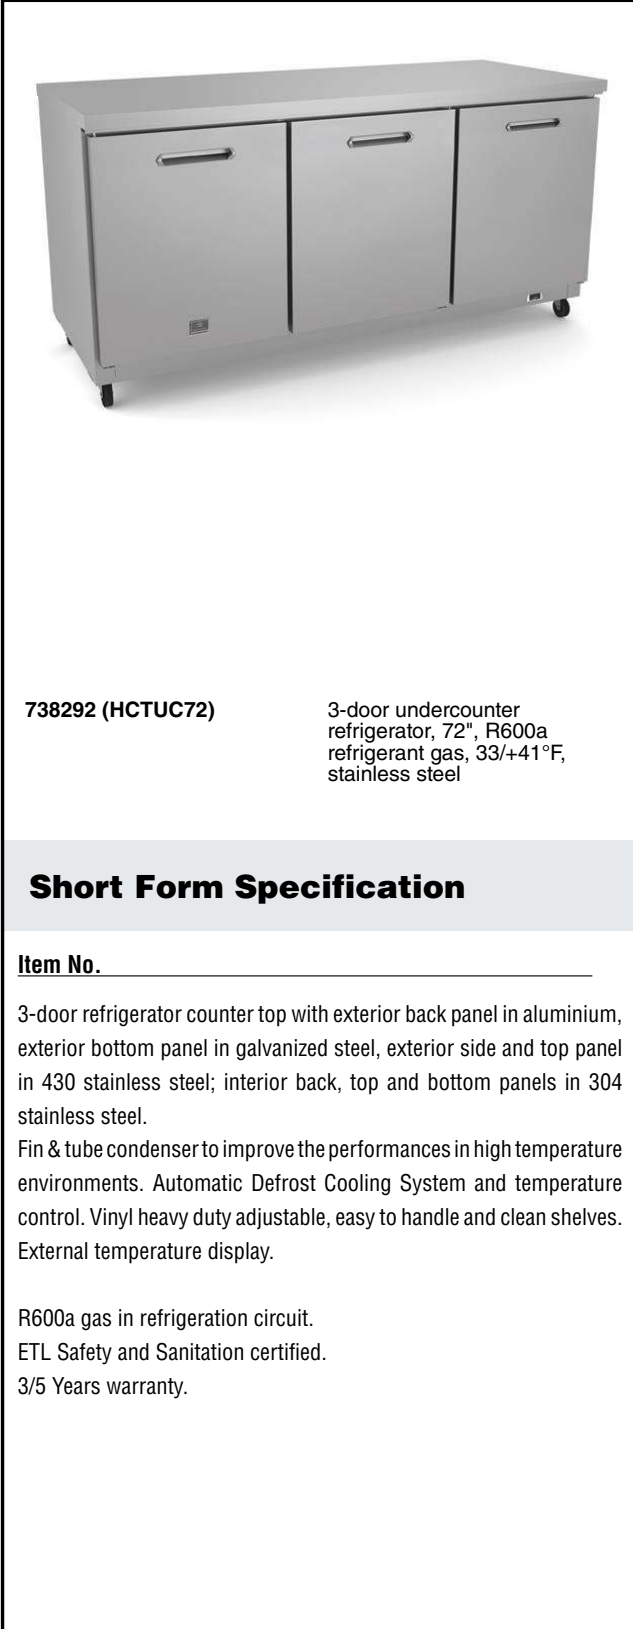 738292 (HCTUC72)
3-door undercounter
refrigerator, 72", R600a
refrigerant gas, 33/+41°F,
stainless steel
Short Form Specification
Item No.
3-door refrigerator counter top with exterior back panel in aluminium,
exterior bottom panel in galvanized steel, exterior side and top panel
in 430 stainless steel; interior back, top and bottom panels in 304
stainless steel.
Fin & tube condenser to improve the performances in high temperature
environments. Automatic Defrost Cooling System and temperature
control. Vinyl heavy duty adjustable, easy to handle and clean shelves.
External temperature display.
R600a gas in refrigeration circuit.
ETL Safety and Sanitation certified.
3/5 Years warranty.